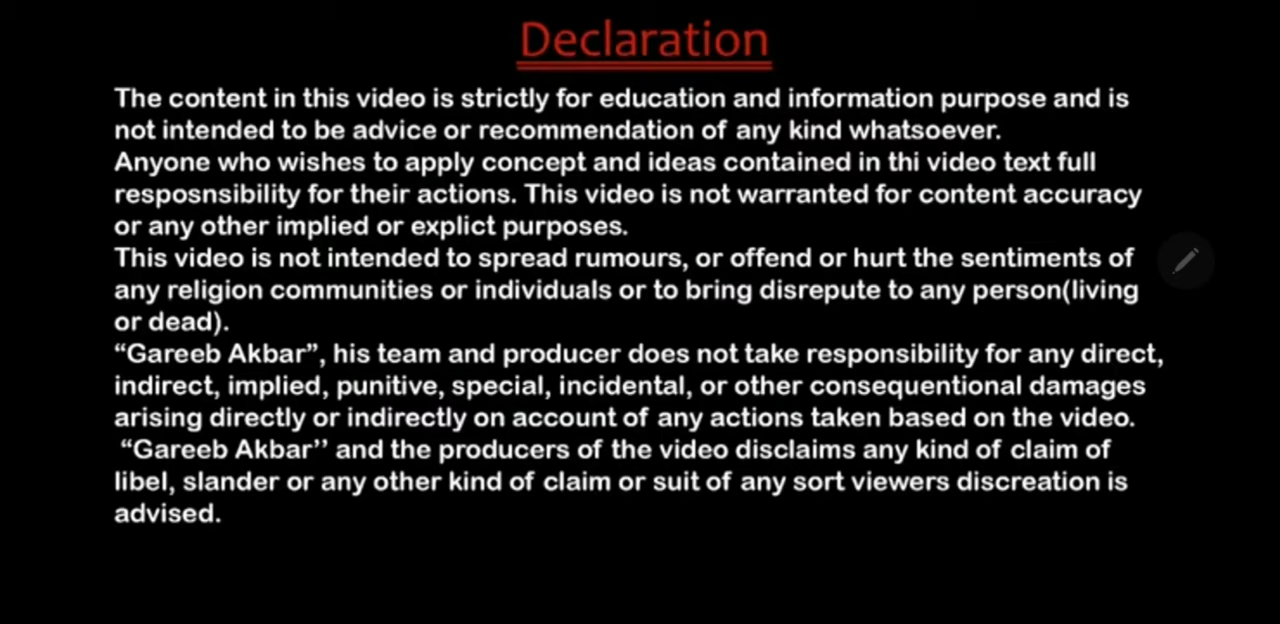 Declaration
The content in this video is strictly for education and information purpose and is
not intended to be advice or recommendation of any kind whatsoever.
Anyone who wishes to apply concept and ideas contained in thi video text full
resposnsibility for their actions. This video is not warranted for content accuracy
or any other implied or explict purposes.
This video is not intended to spread rumours, or offend or hurt the sentiments of
any religion communities or individuals or to bring disrepute to any person(living
or dead).
“Gareeb Akbar”, his team and producer does not take responsibility for any direct,
indirect, implied, punitive, special, incidental, or other consequentional damages
arising directly or indirectly on account of any actions taken based on the video.
“Gareeb Akbar’’ and the producers of the video disclaims any kind of claim of
libel, slander or any other kind of claim or suit of any sort viewers discreation is
advised.